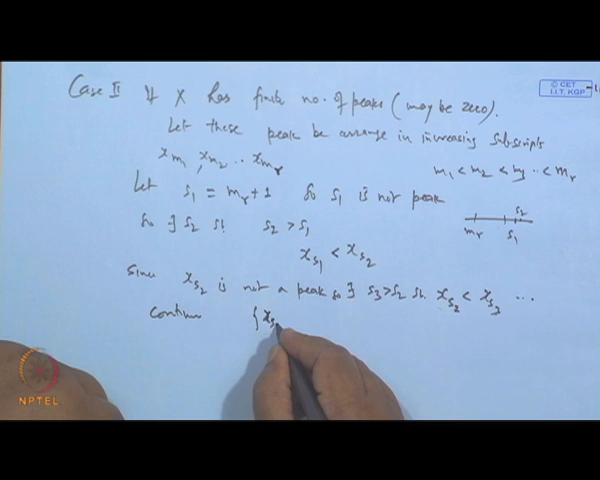 © CET
I.I.T. KGP
Case II If X has finite no. of peaks (may be zero).
Let these peak be arrange in increasing subscripts
x_{m_1}, x_{m_2} .. x_{m_r} m_1 < m_2 < m_3 .. < m_r
Let s_1 = m_r + 1 So s_1 is not peak
So ∃ s_2 st. s_2 > s_1
m_r s_1 s_2
x_{s_1} < x_{s_2}
Since x_{s_2} is not a peak so ∃ s_3 > s_2 st. x_{s_2} < x_{s_3} ...
Continue { x_{s_
NPTEL